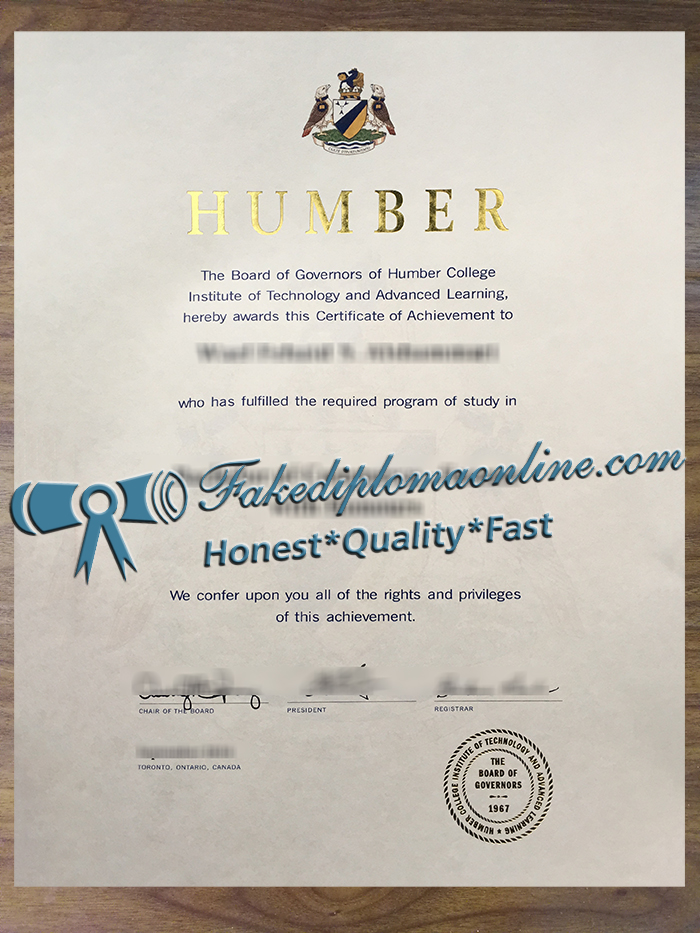 HUMBER
The Board of Governors of Humber College
Institute of Technology and Advanced Learning,
hereby awards this Certificate of Achievement to
who has fulfilled the required program of study in
Fakediplomaonline.com
Honest*Quality*Fast
We confer upon you all of the rights and privileges
of this achievement.
CHAIR OF THE BOARD
PRESIDENT
REGISTRAR
TORONTO, ONTARIO, CANADA
HUMBER COLLEGE INSTITUTE OF TECHNOLOGY AND ADVANCED LEARNING
THE
BOARD OF
GOVERNORS
1967